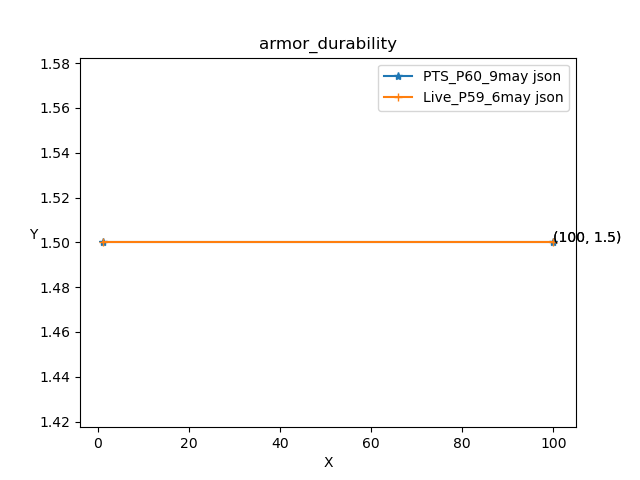 armor_durability
PTS_P60_9may json
Live_P59_6may json
1.58
1.56
1.54
1.52
Y
1.50
(100, 1.5)
1.48
1.46
1.44
1.42
0 20 40 60 80 100
X